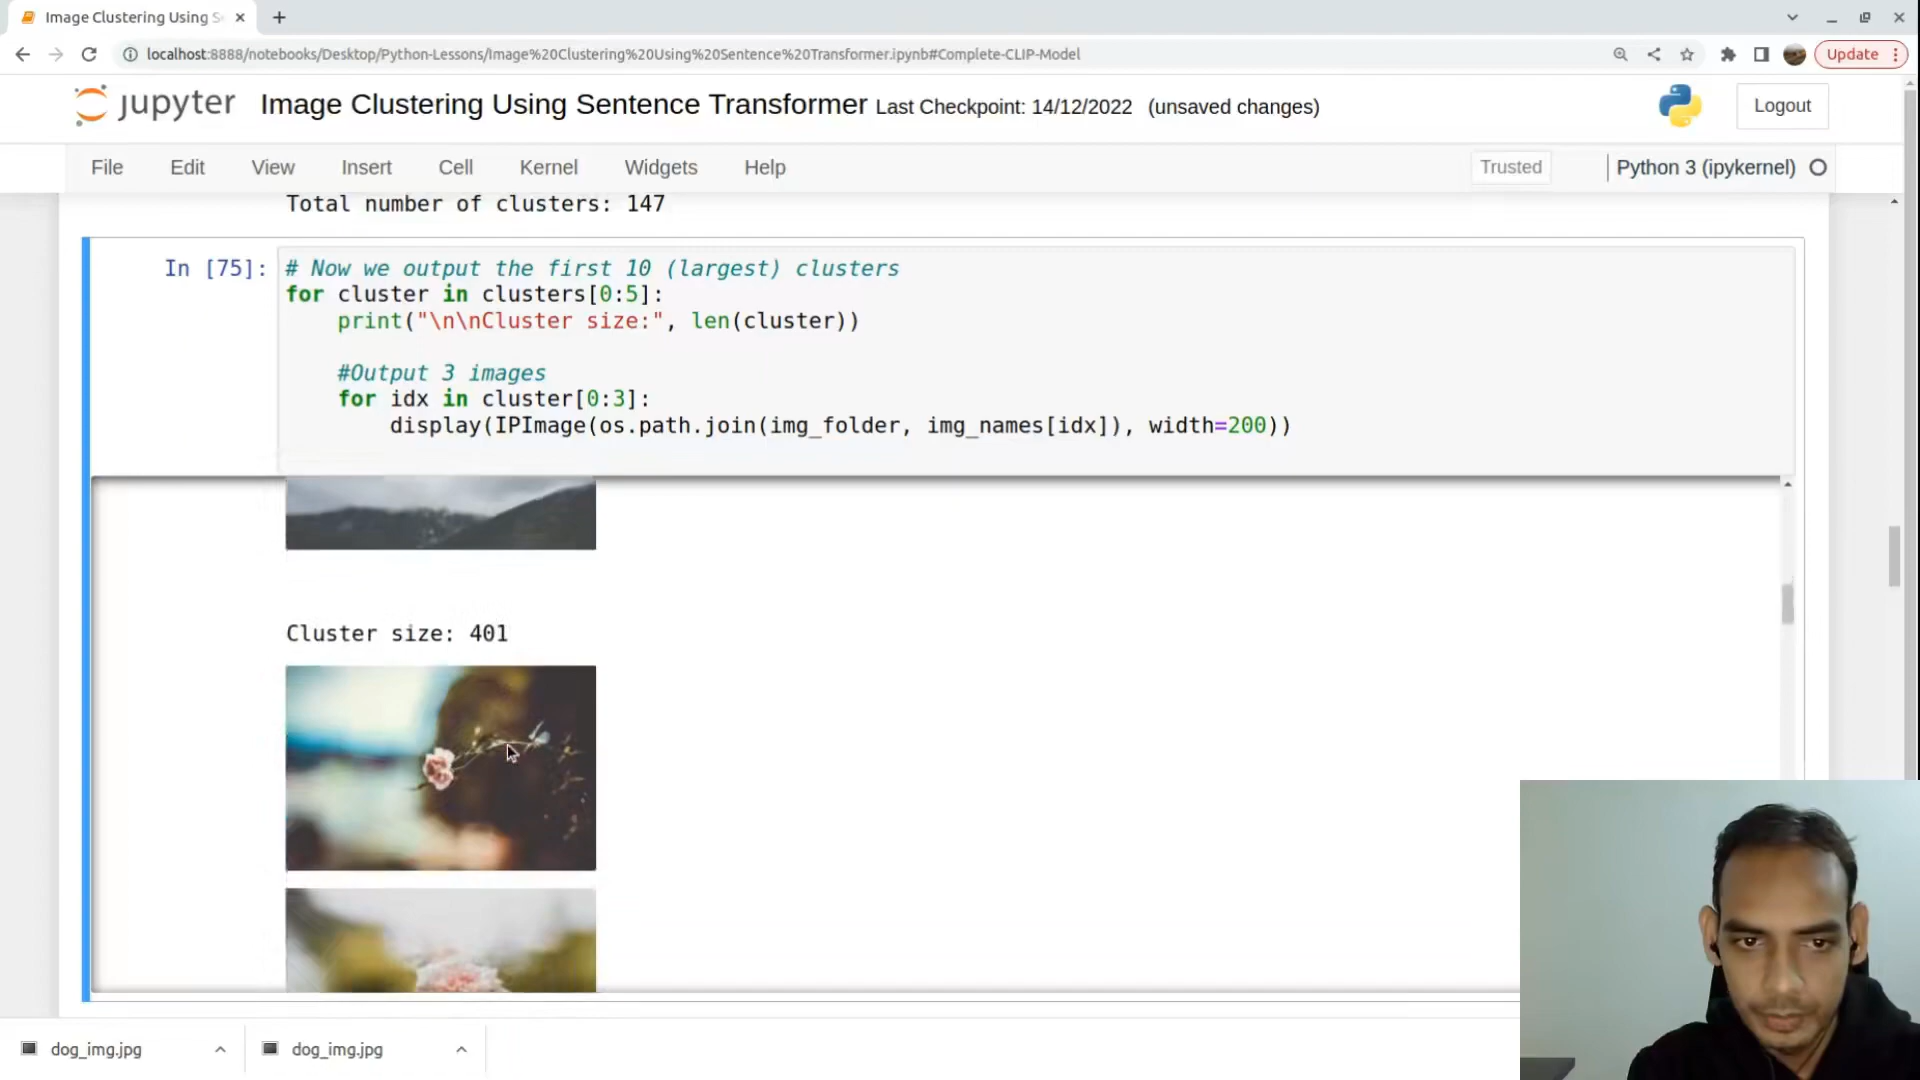 Image Clustering Using S
localhost:8888/notebooks/Desktop/Python-Lessons/Image%20Clustering%20Using%20Sentence%20Transformer.ipynb#Complete-CLIP-Model
Update
jupyter Image Clustering Using Sentence Transformer Last Checkpoint: 14/12/2022 (unsaved changes)
Logout
File Edit View Insert Cell Kernel Widgets Help
Trusted
Python 3 (ipykernel)
Total number of clusters: 147
In [75]: # Now we output the first 10 (largest) clusters
for cluster in clusters[0:5]:
print("\n\nCluster size:", len(cluster))
#Output 3 images
for idx in cluster[0:3]:
display(IPImage(os.path.join(img_folder, img_names[idx]), width=200))
Cluster size: 401
dog_img.jpg
dog_img.jpg